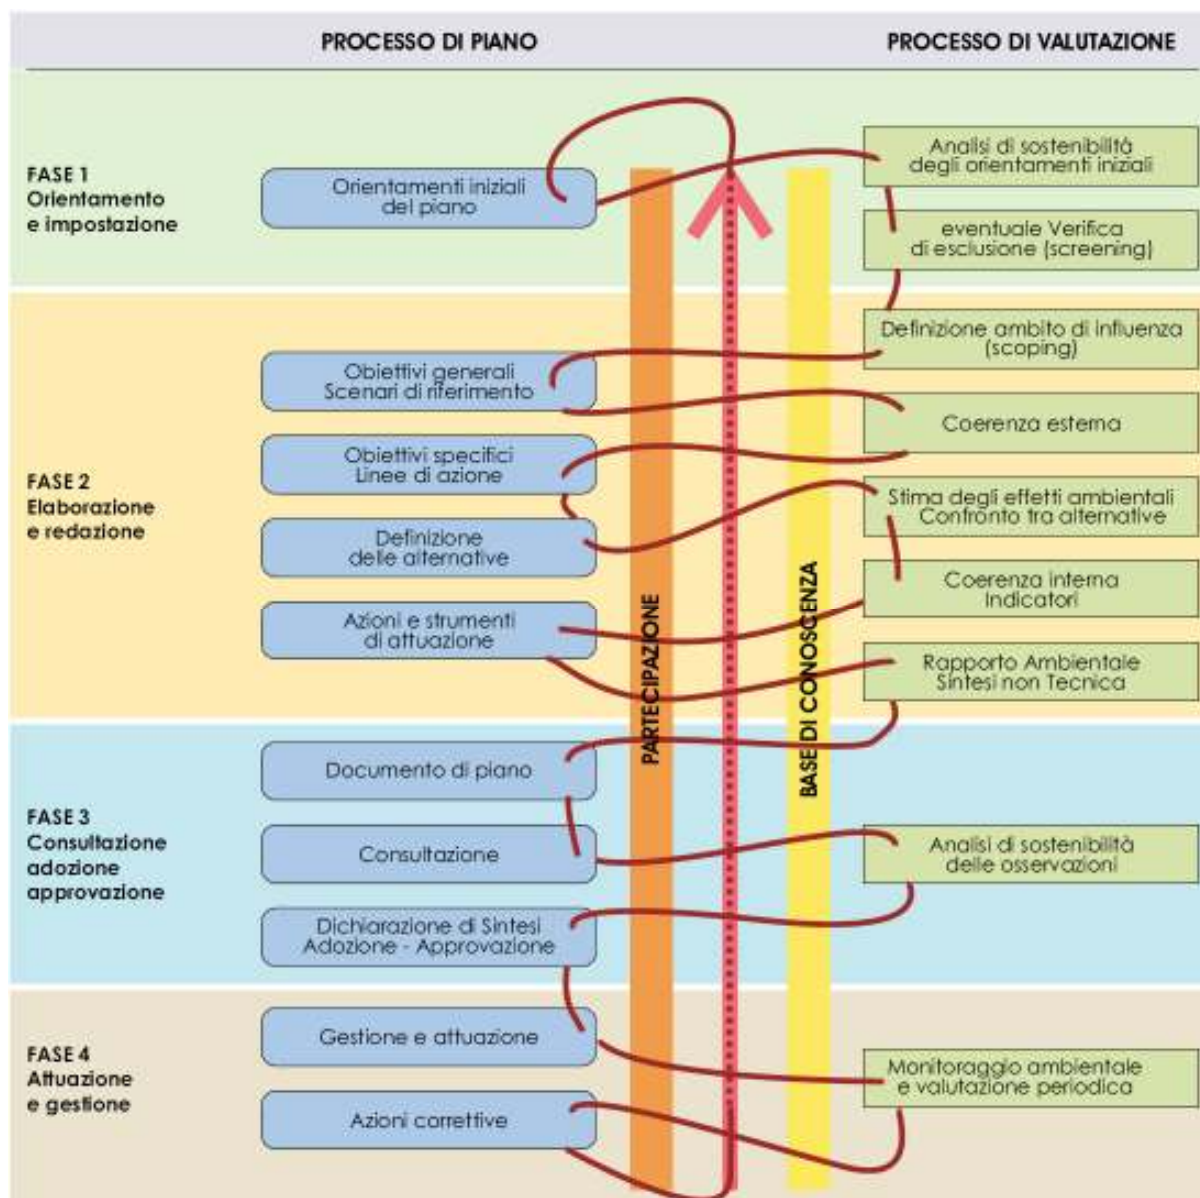 PROCESSO DI PIANO
PROCESSO DI VALUTAZIONE
FASE 1
Orientamento
e impostazione
Orientamenti iniziali
del piano
Analisi di sostenibilità
degli orientamenti iniziali
eventuale Verifica
di esclusione (screening)
FASE 2
Elaborazione
e redazione
Obiettivi generali
Scenari di riferimento
Obiettivi specifici
Linee di azione
Definizione
delle alternative
Azioni e strumenti
di attuazione
Definizione ambito di influenza
(scoping)
Coerenza esterna
Stima degli effetti ambientali
Confronto tra alternative
Coerenza interna
Indicatori
Rapporto Ambientale
Sintesi non Tecnica
PARTECIPAZIONE
BASE DI CONOSCENZA
FASE 3
Consultazione
adozione
approvazione
Documento di piano
Consultazione
Dichiarazione di Sintesi
Adozione - Approvazione
Analisi di sostenibilità
delle osservazioni
FASE 4
Attuazione
e gestione
Gestione e attuazione
Azioni correttive
Monitoraggio ambientale
e valutazione periodica